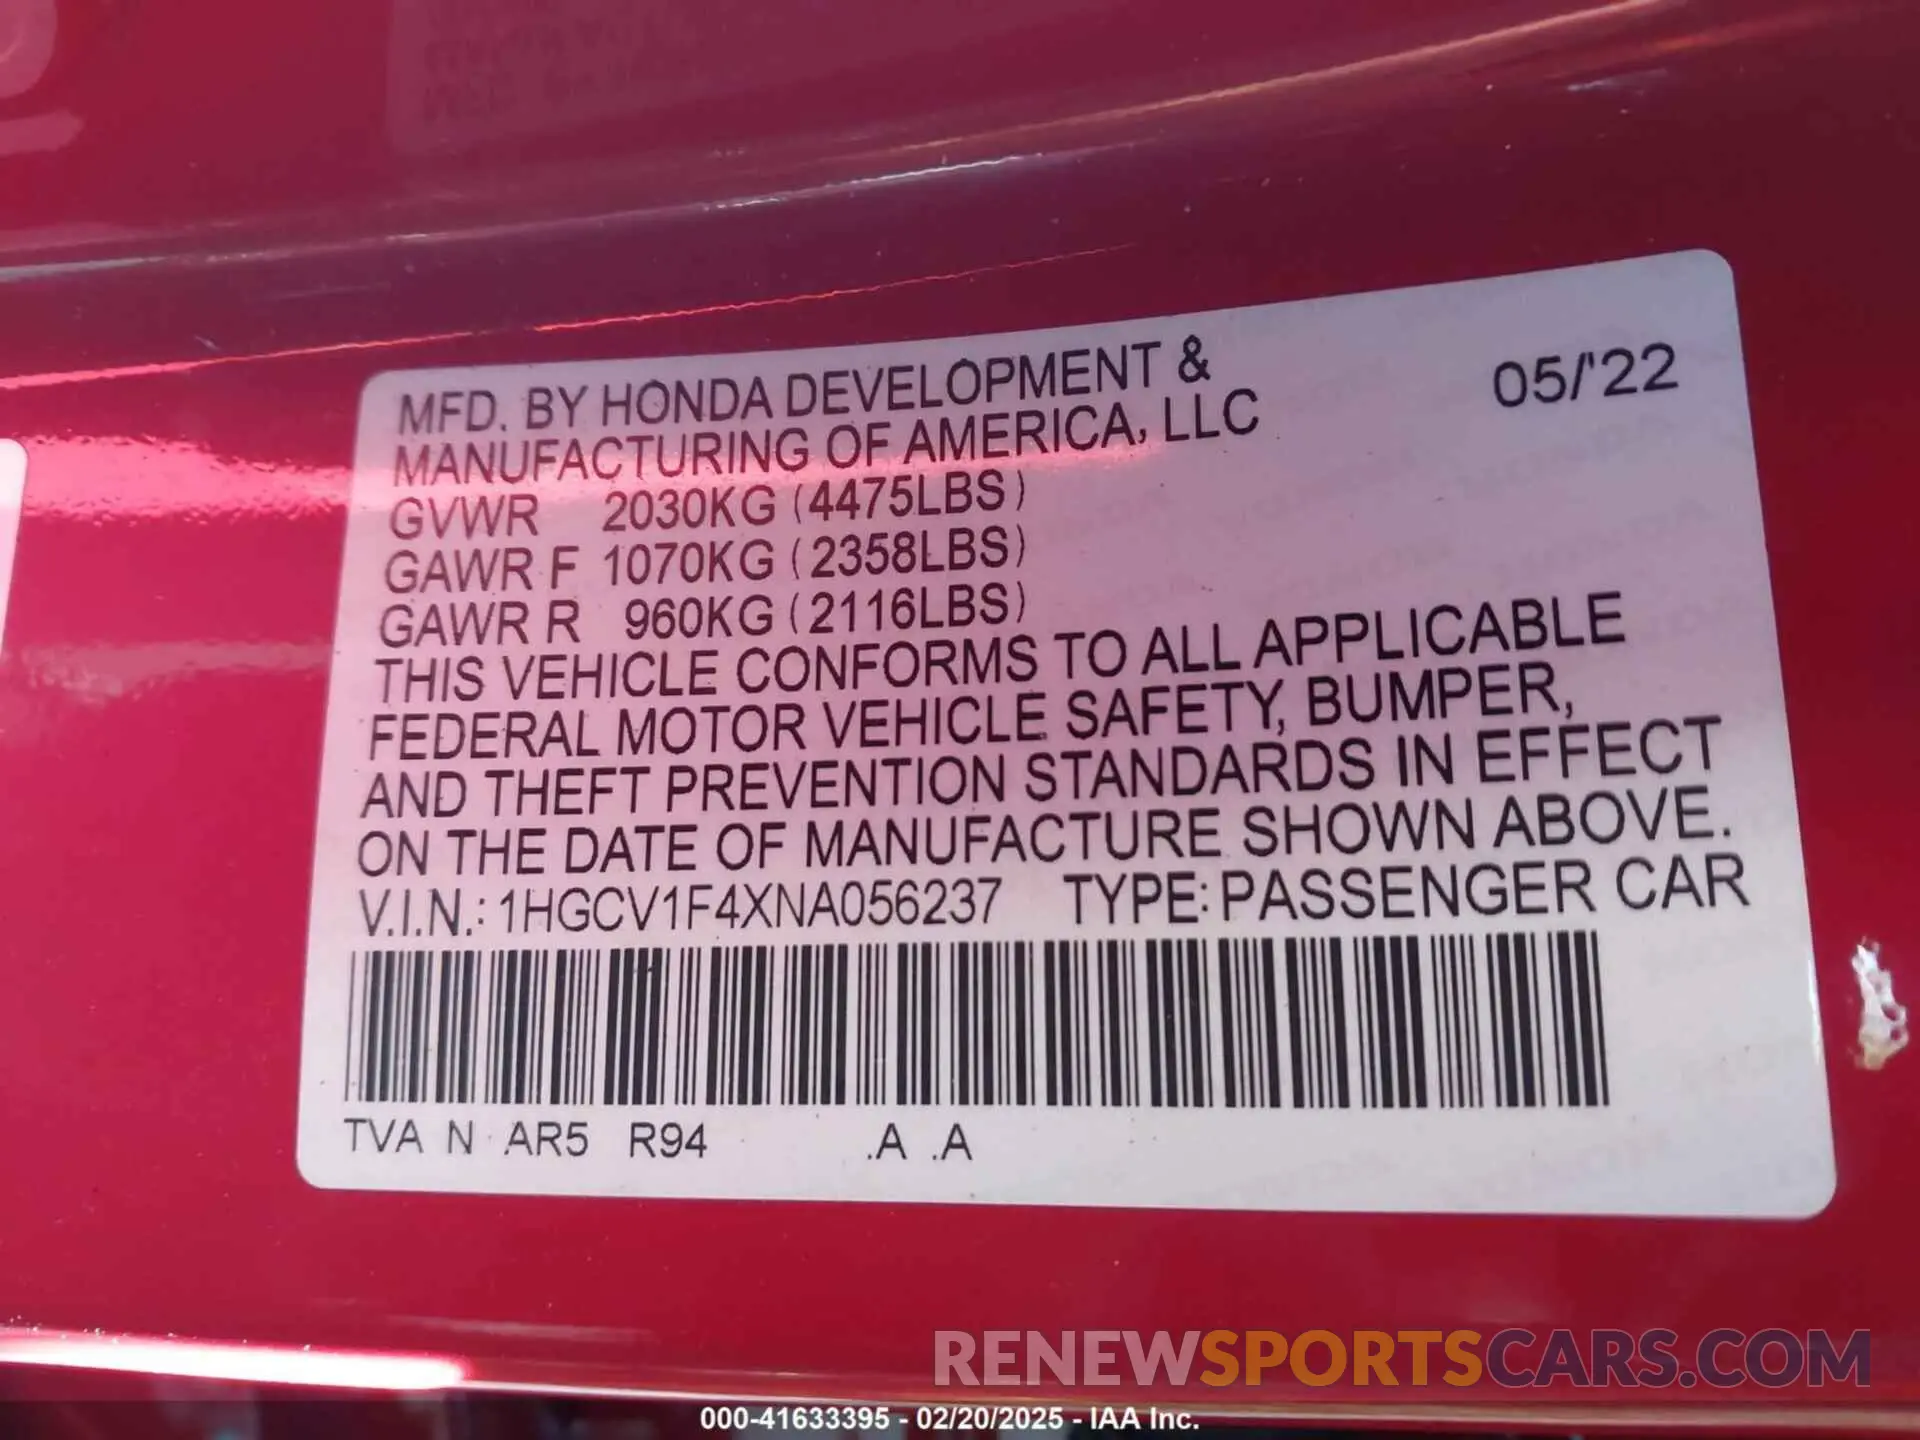 MFD. BY HONDA DEVELOPMENT &
MANUFACTURING OF AMERICA, LLC
05/'22
GVWR 2030KG (4475LBS)
GAWR F 1070KG (2358LBS)
GAWR R 960KG (2116LBS)
THIS VEHICLE CONFORMS TO ALL APPLICABLE
FEDERAL MOTOR VEHICLE SAFETY, BUMPER,
AND THEFT PREVENTION STANDARDS IN EFFECT
ON THE DATE OF MANUFACTURE SHOWN ABOVE.
V.I.N.: 1HGCV1F4XNA056237 TYPE: PASSENGER CAR
TVA N AR5 R94 .A .A
RENEWSPORTSCARS.COM
000-41633395 - 02/20/2025 - IAA Inc.